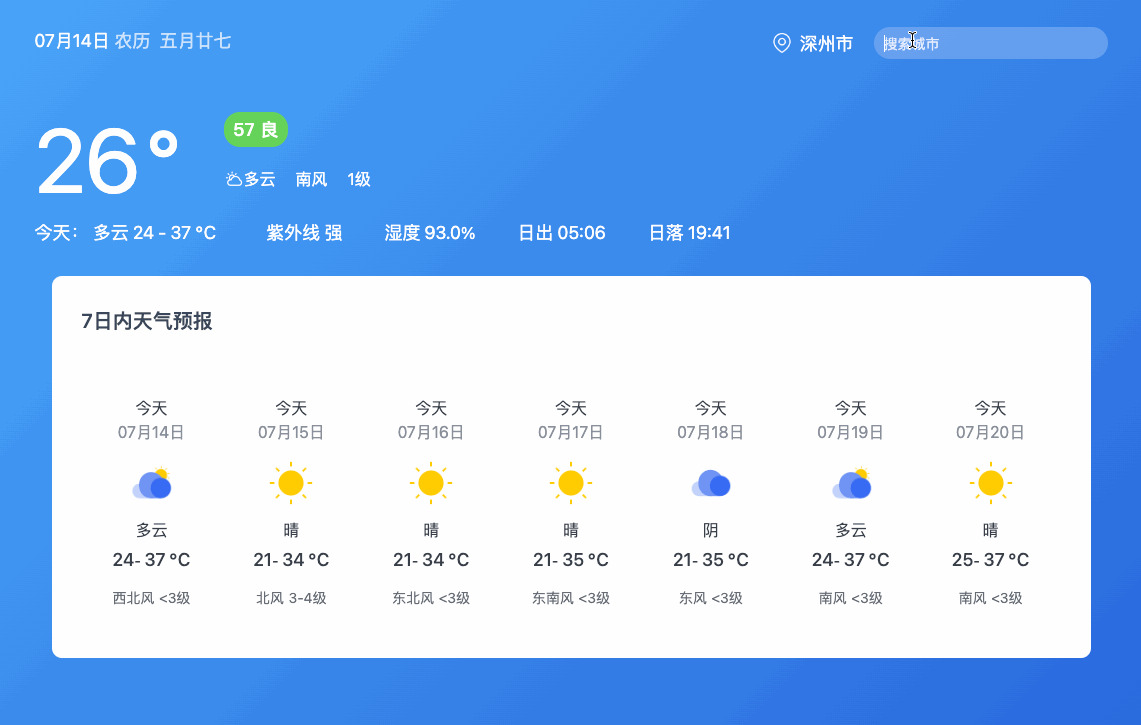 07月14日 农历 五月廿七
深州市
搜索城市
57 良
26°
多云 南风 1级
今天： 多云 24 - 37 °C 紫外线 强 湿度 93.0% 日出 05:06 日落 19:41
7日内天气预报
今天 今天 今天 今天 今天 今天 今天
07月14日 07月15日 07月16日 07月17日 07月18日 07月19日 07月20日
多云 晴 晴 晴 阴 多云 晴
24- 37 °C 21- 34 °C 21- 34 °C 21- 35 °C 21- 35 °C 24- 37 °C 25- 37 °C
西北风 <3级 北风 3-4级 东北风 <3级 东南风 <3级 东风 <3级 南风 <3级 南风 <3级